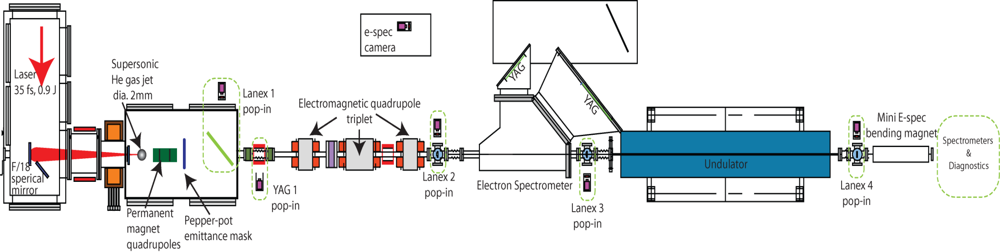 Laser
35 fs, 0.9 J
F/18
sperical
mirror
Supersonic
He gas jet
dia. 2mm
Permanent
magnet
quadrupoles
Pepper-pot
emittance mask
Lanex 1
pop-in
YAG 1
pop-in
Electromagnetic quadrupole
triplet
e-spec
camera
Lanex 2
pop-in
YAG
YAG
Electron Spectrometer
Lanex 3
pop-in
Undulator
Lanex 4
pop-in
Mini E-spec
bending magnet
Spectrometers
&
Diagnostics